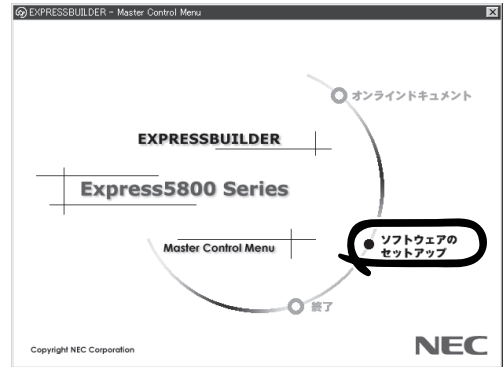 EXPRESSBUILDER - Master Control Menu
オンラインドキュメント
EXPRESSBUILDER
Express5800 Series
Master Control Menu
ソフトウェアの
セットアップ
終了
Copyright NEC Corporation
NEC